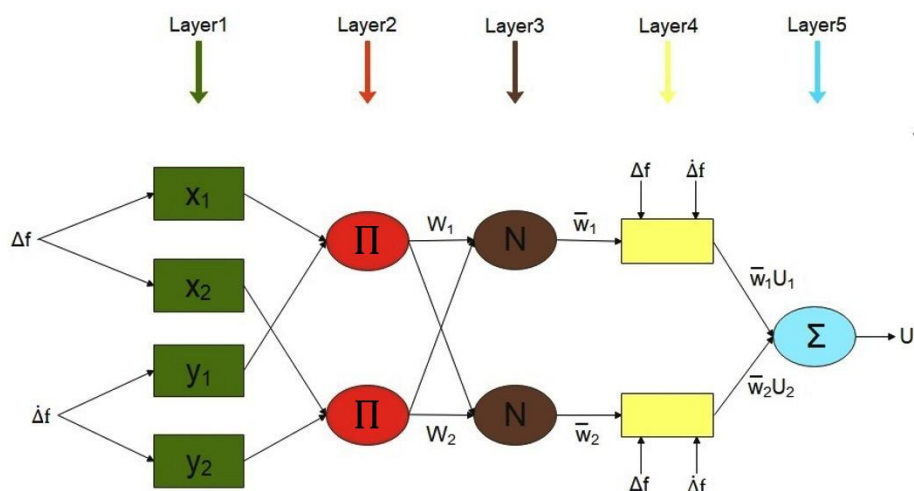 Layer1 Layer2 Layer3 Layer4 Layer5
Δf Δ̇f
x₁
Π W₁ N w̅₁
w̅₁U₁
Δf
x₂
Σ U
y₁
w̅₂U₂
Δ̇f
Π W₂ N w̅₂
y₂
Δf Δ̇f